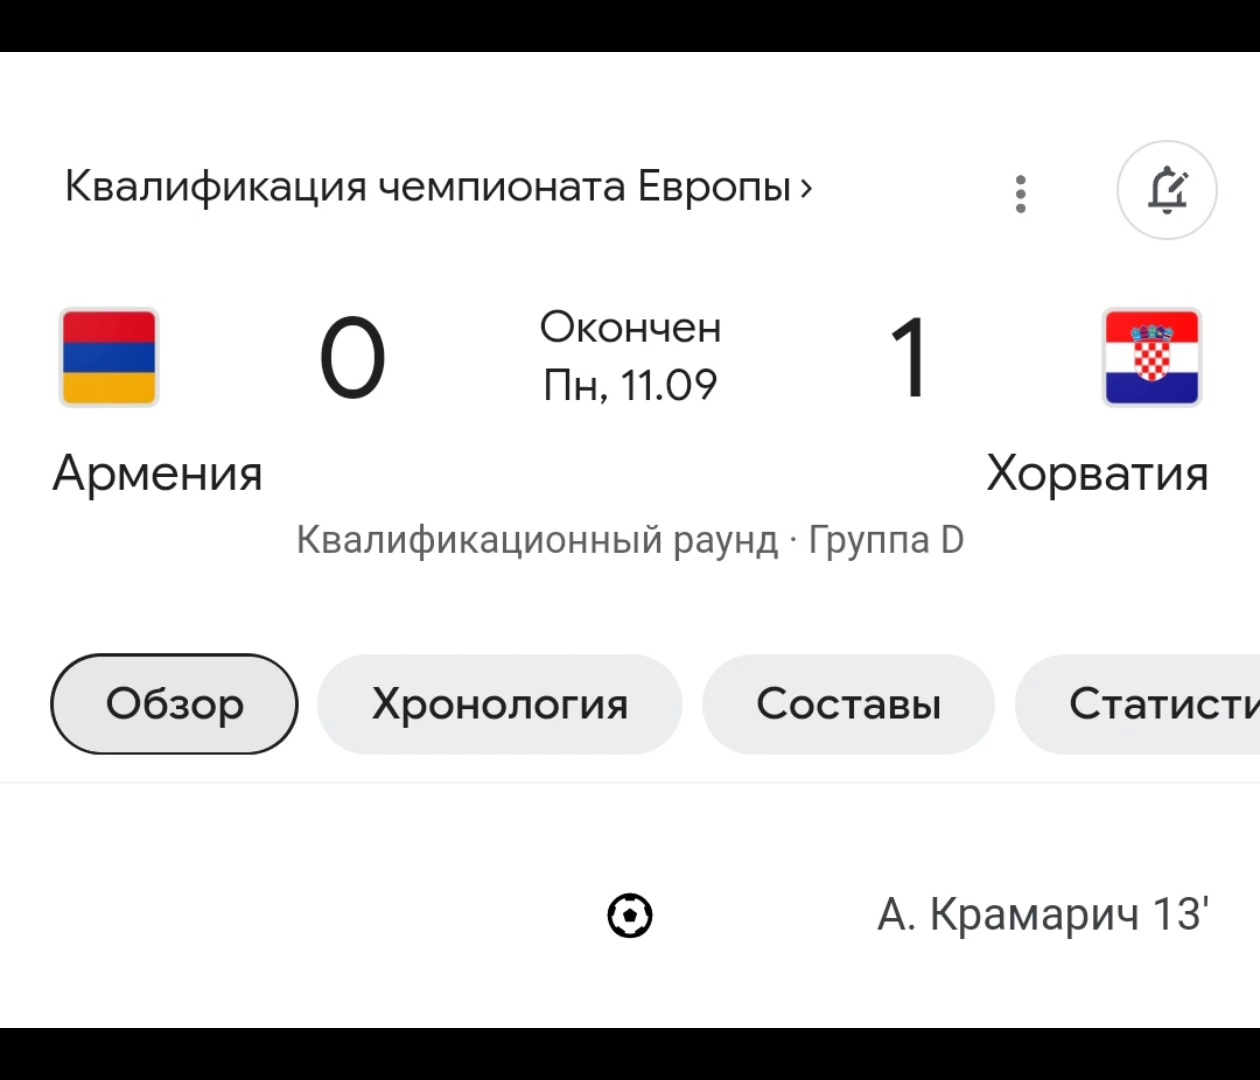 Квалификация чемпионата Европы ›
0 Окончен 1
Пн, 11.09
Армения Хорватия
Квалификационный раунд · Группа D
Обзор Хронология Составы Статисти
А. Крамарич 13'